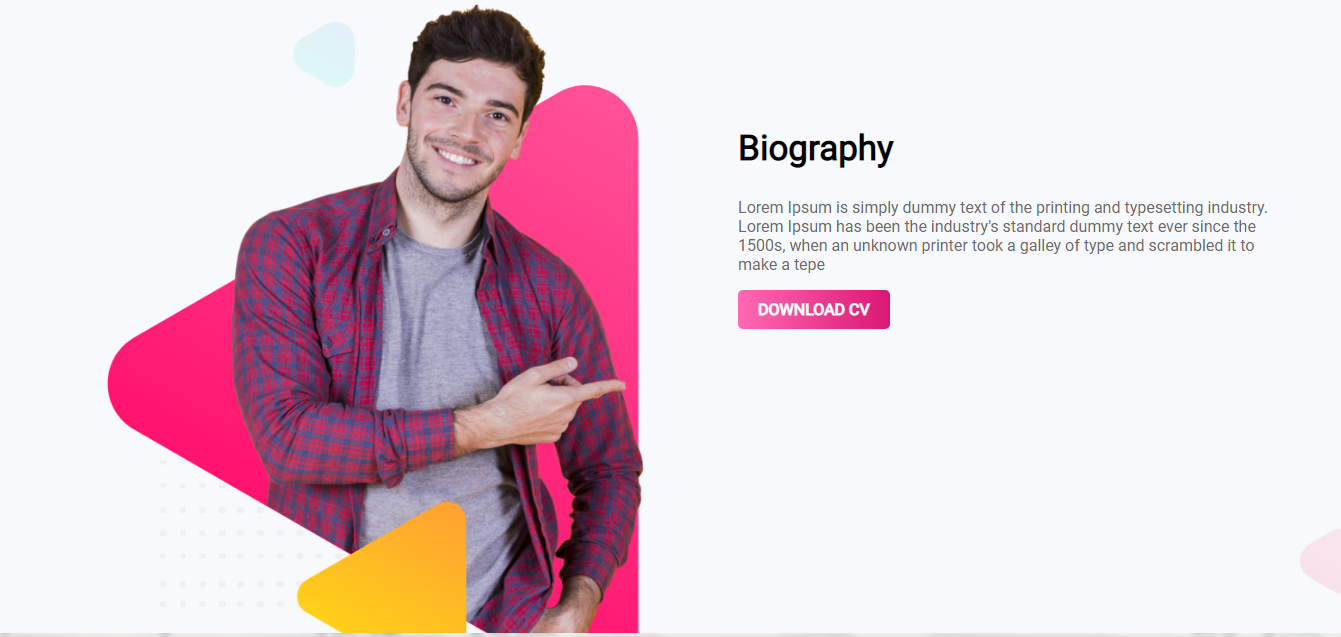 Biography
Lorem Ipsum is simply dummy text of the printing and typesetting industry.
Lorem Ipsum has been the industry's standard dummy text ever since the
1500s, when an unknown printer took a galley of type and scrambled it to
make a tepe
DOWNLOAD CV